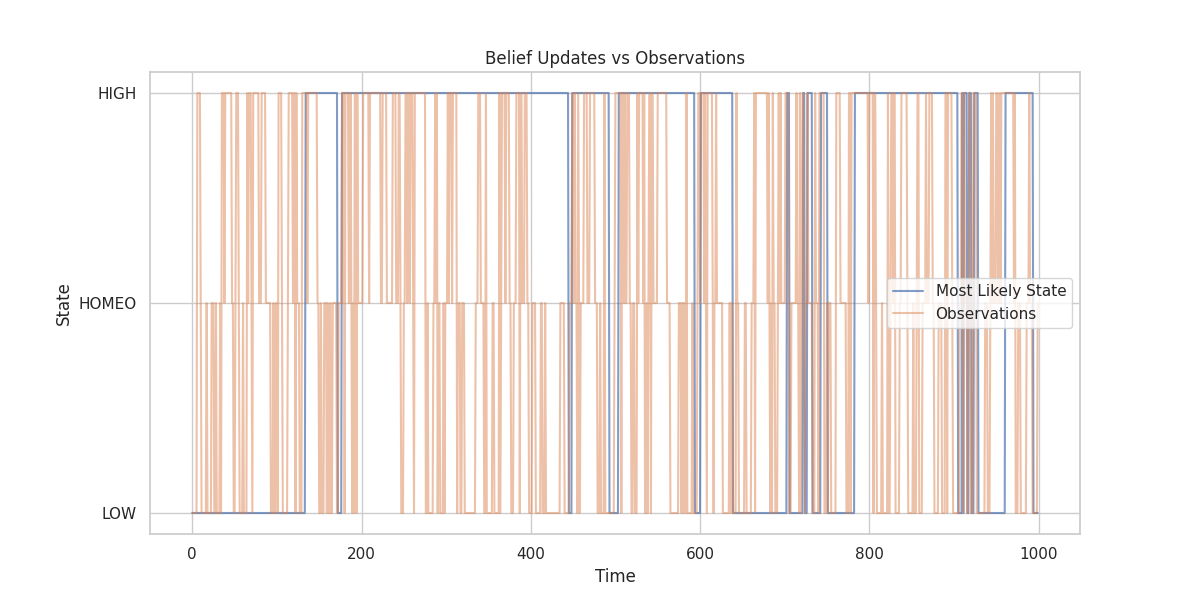 Belief Updates vs Observations
HIGH
HOMEO
LOW
State
Most Likely State
Observations
0
200
400
600
800
1000
Time